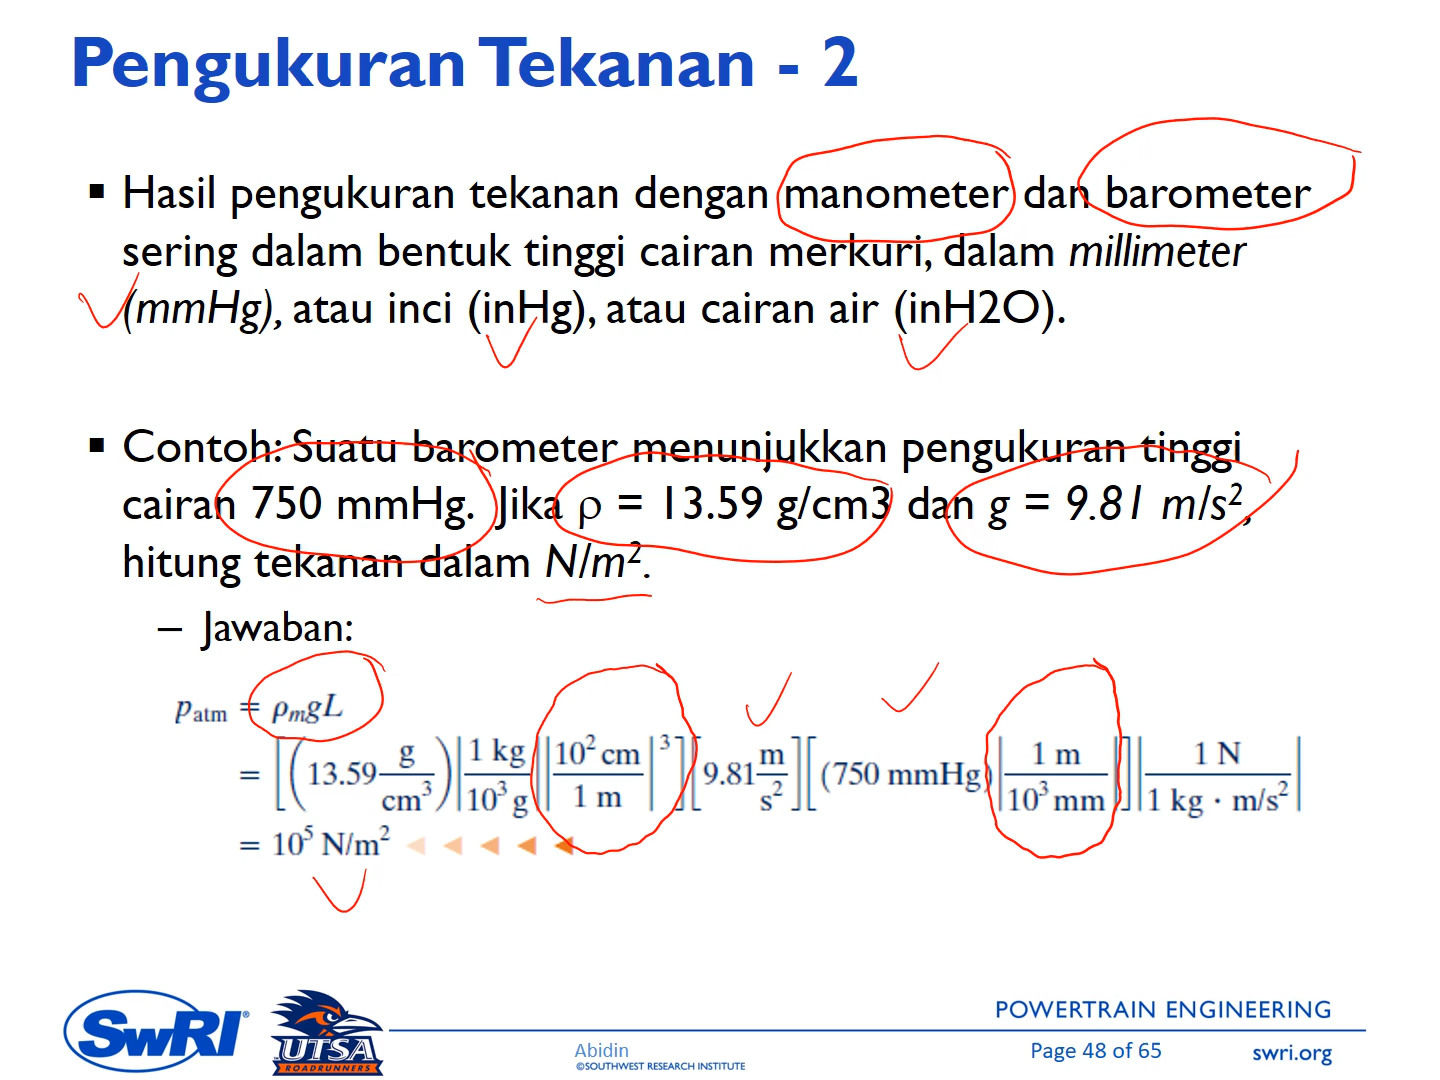 Pengukuran Tekanan - 2
▪ Hasil pengukuran tekanan dengan manometer dan barometer
sering dalam bentuk tinggi cairan merkuri, dalam millimeter
(mmHg), atau inci (inHg), atau cairan air (inH2O).
▪ Contoh: Suatu barometer menunjukkan pengukuran tinggi
cairan 750 mmHg. Jika ρ = 13.59 g/cm3 dan g = 9.81 m/s²,
hitung tekanan dalam N/m².
– Jawaban:
p_atm = ρ_m gL
= [(13.59 g/cm³) |1 kg/10³ g| |10² cm/1 m|³] [9.81 m/s²] [(750 mmHg) |1 m/10³ mm|] |1 N/1 kg · m/s²|
= 10⁵ N/m²
SwRI®
UTSA
ROADRUNNERS
POWERTRAIN ENGINEERING
Abidin
©SOUTHWEST RESEARCH INSTITUTE
Page 48 of 65
swri.org